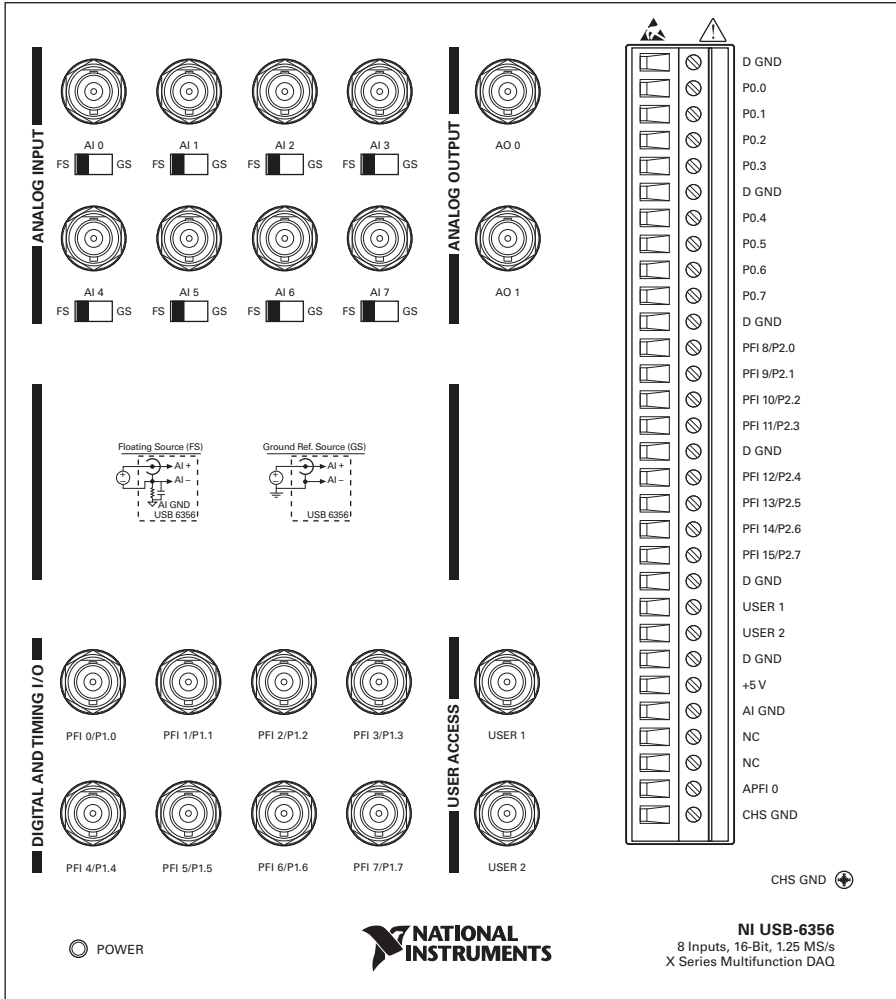 ANALOG INPUT
AI 0 AI 1 AI 2 AI 3
FS GS FS GS FS GS FS GS
AI 4 AI 5 AI 6 AI 7
FS GS FS GS FS GS FS GS
ANALOG OUTPUT
AO 0
AO 1
Floating Source (FS)
AI +
AI –
AI GND
USB 6356
Ground Ref. Source (GS)
AI +
AI –
USB 6356
DIGITAL AND TIMING I/O
PFI 0/P1.0 PFI 1/P1.1 PFI 2/P1.2 PFI 3/P1.3
PFI 4/P1.4 PFI 5/P1.5 PFI 6/P1.6 PFI 7/P1.7
USER ACCESS
USER 1
USER 2
D GND
P0.0
P0.1
P0.2
P0.3
D GND
P0.4
P0.5
P0.6
P0.7
D GND
PFI 8/P2.0
PFI 9/P2.1
PFI 10/P2.2
PFI 11/P2.3
D GND
PFI 12/P2.4
PFI 13/P2.5
PFI 14/P2.6
PFI 15/P2.7
D GND
USER 1
USER 2
D GND
+5 V
AI GND
NC
NC
APFI 0
CHS GND
CHS GND
POWER
NATIONAL
INSTRUMENTS
NI USB-6356
8 Inputs, 16-Bit, 1.25 MS/s
X Series Multifunction DAQ